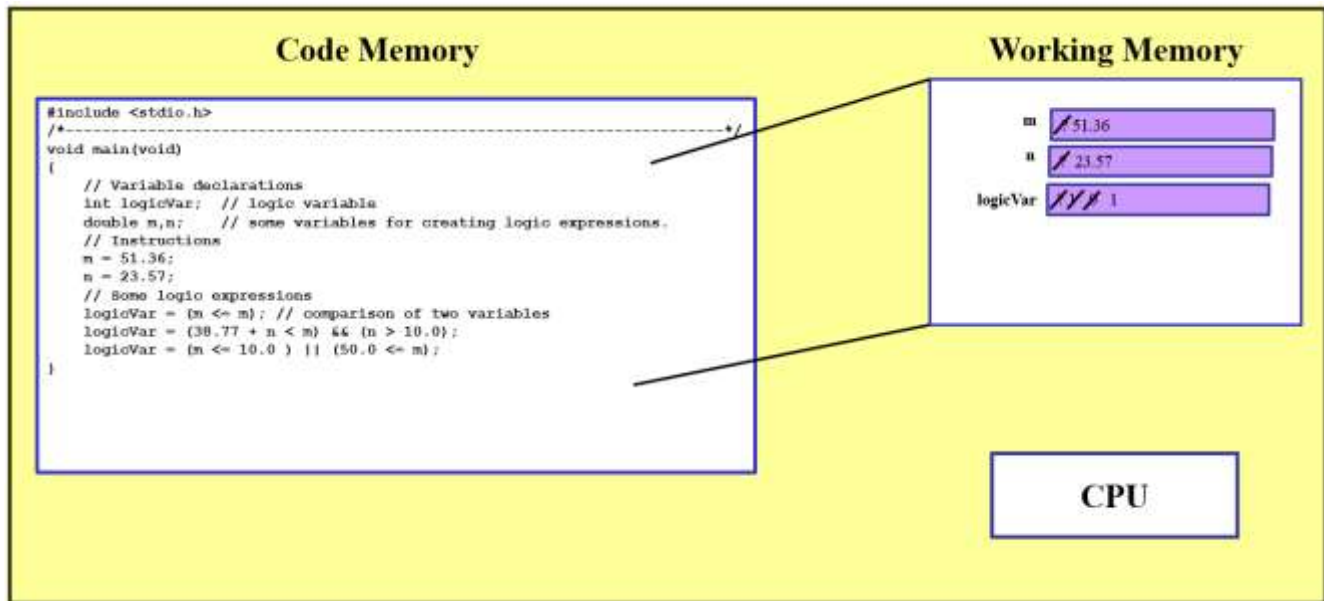 Code Memory
Working Memory
#include <stdio.h>
/*---------------------------------------------------------------------------*/
void main(void)
{
    // Variable declarations
    int logicVar;  // logic variable
    double m,n;    // some variables for creating logic expressions.
    // Instructions
    m = 51.36;
    n = 23.57;
    // Some logic expressions
    logicVar = (m <= m); // comparison of two variables
    logicVar = (38.77 + n < m) && (n > 10.0);
    logicVar = (m <= 10.0 ) || (50.0 <= m);
}
m 51.36
n 23.57
logicVar 1
CPU